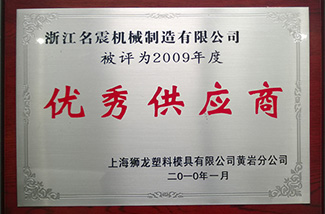 浙江名震机械制造有限公司
被评为2009年度
优秀供应商
上海狮龙塑料模具有限公司黄岩分公司
二〇一〇年一月